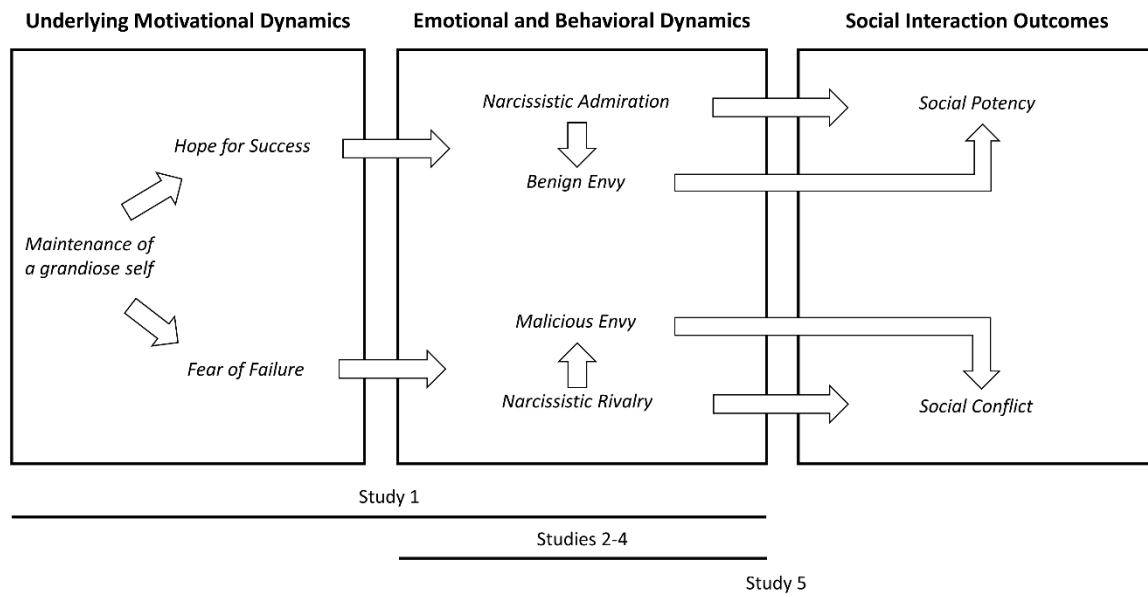 Underlying Motivational Dynamics
Emotional and Behavioral Dynamics
Social Interaction Outcomes
Hope for Success
Maintenance of
a grandiose self
Fear of Failure
Narcissistic Admiration
Benign Envy
Malicious Envy
Narcissistic Rivalry
Social Potency
Social Conflict
Study 1
Studies 2-4
Study 5